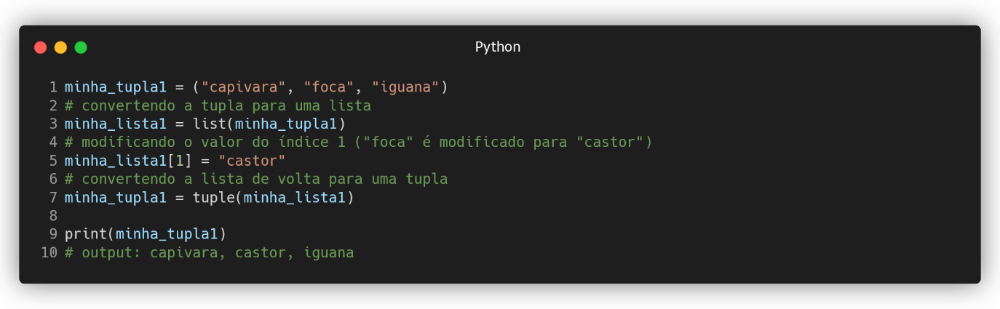 Python
1 minha_tupla1 = ("capivara", "foca", "iguana")
2 # convertendo a tupla para uma lista
3 minha_lista1 = list(minha_tupla1)
4 # modificando o valor do índice 1 ("foca" é modificado para "castor")
5 minha_lista1[1] = "castor"
6 # convertendo a lista de volta para uma tupla
7 minha_tupla1 = tuple(minha_lista1)
8
9 print(minha_tupla1)
10 # output: capivara, castor, iguana